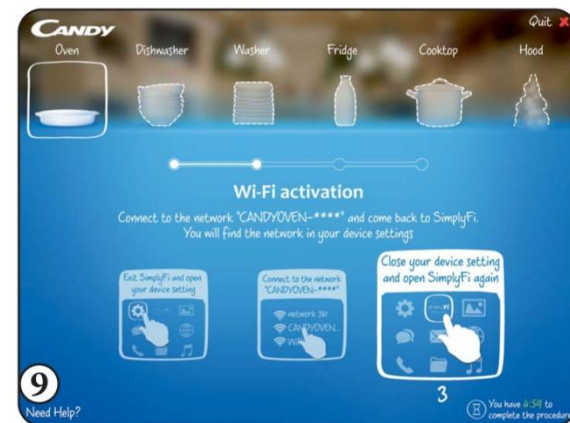 CANDY
Quit
Oven
Dishwasher
Washer
Fridge
Cooktop
Hood
Wi-Fi activation
Connect to the network "CANDYOVEN-****" and come back to SimplyFi.
You will find the network in your device settings
Exit SimplyFi and open
your device setting
Connect to the network
"CANDYOVEN-****"
CANDYOVEN...
Close your device setting
and open SimplyFi again
9
3
Need Help?
You have 4:59 to
complete the procedure